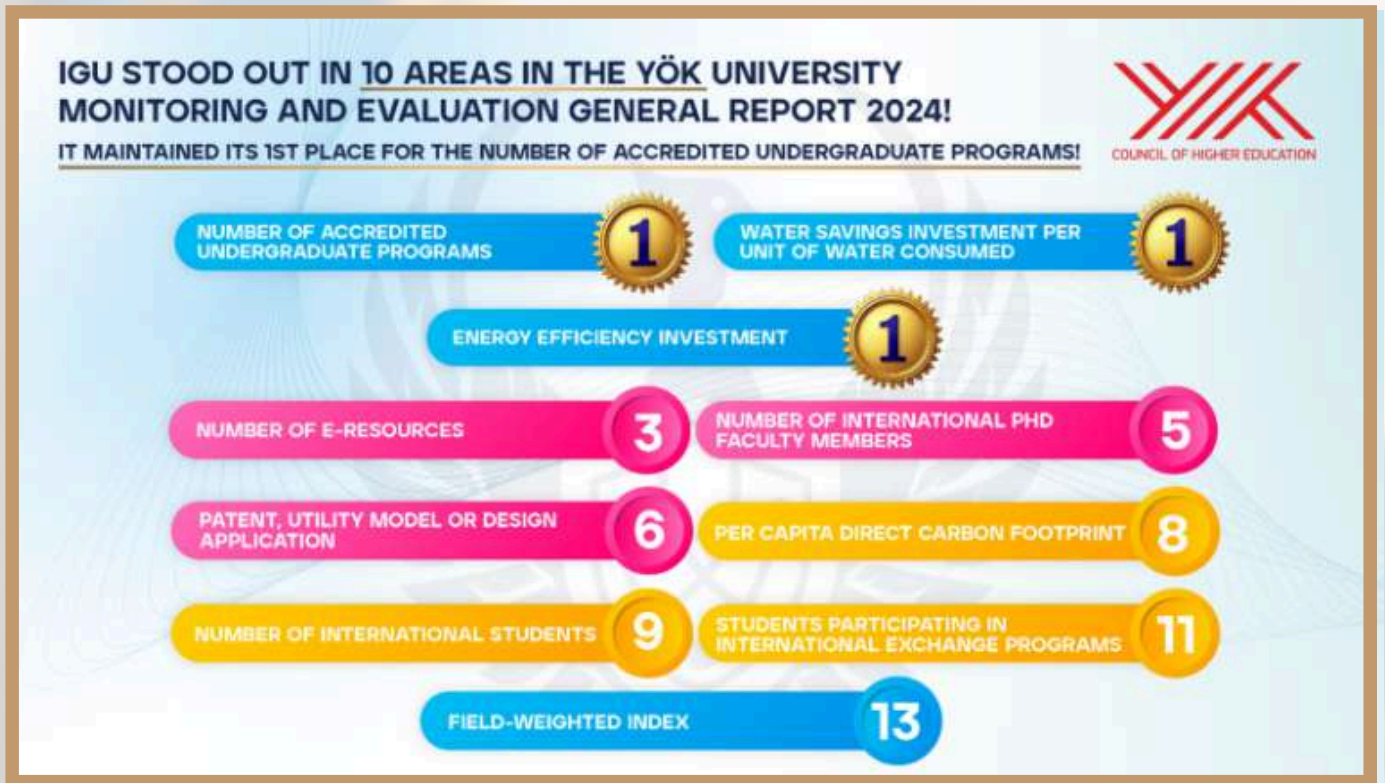 IGU STOOD OUT IN 10 AREAS IN THE YÖK UNIVERSITY
MONITORING AND EVALUATION GENERAL REPORT 2024!
IT MAINTAINED ITS 1ST PLACE FOR THE NUMBER OF ACCREDITED UNDERGRADUATE PROGRAMS!
COUNCIL OF HIGHER EDUCATION
NUMBER OF ACCREDITED
UNDERGRADUATE PROGRAMS
1
WATER SAVINGS INVESTMENT PER
UNIT OF WATER CONSUMED
1
ENERGY EFFICIENCY INVESTMENT
1
NUMBER OF E-RESOURCES
3
NUMBER OF INTERNATIONAL PHD
FACULTY MEMBERS
5
PATENT, UTILITY MODEL OR DESIGN
APPLICATION
6
PER CAPITA DIRECT CARBON FOOTPRINT
8
NUMBER OF INTERNATIONAL STUDENTS
9
STUDENTS PARTICIPATING IN
INTERNATIONAL EXCHANGE PROGRAMS
11
FIELD-WEIGHTED INDEX
13